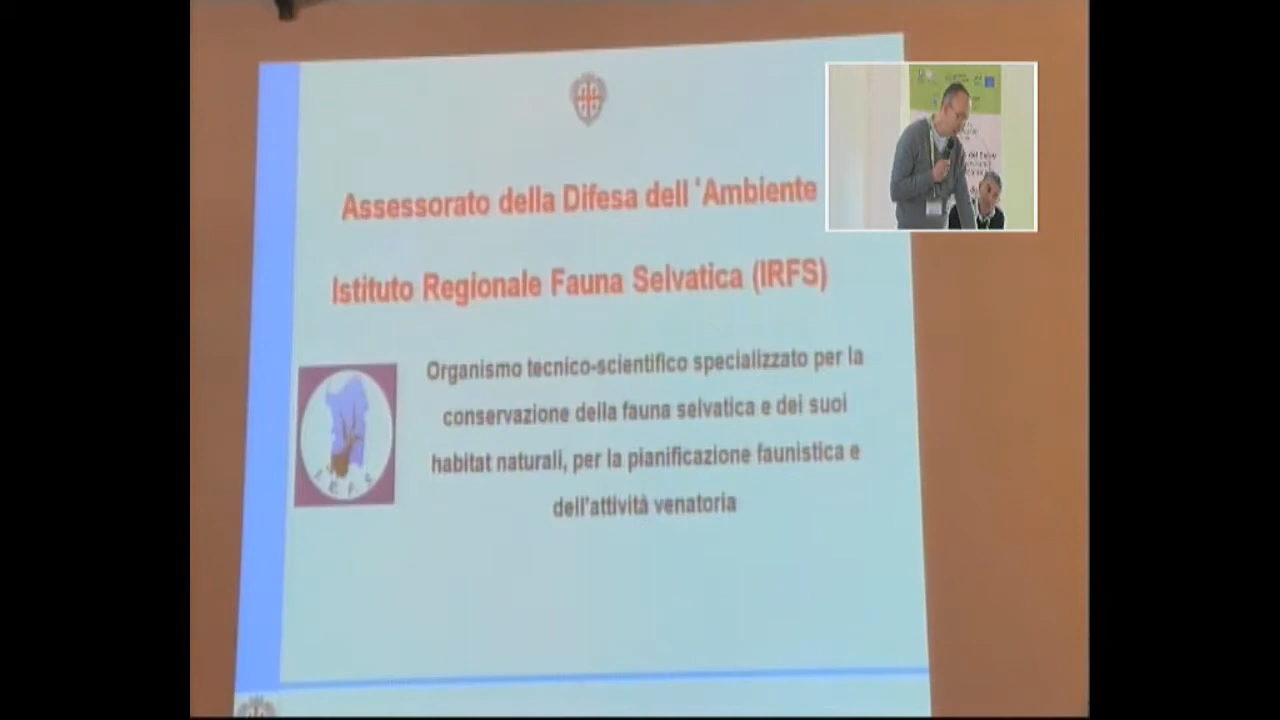 Assessorato della Difesa dell 'Ambiente
Istituto Regionale Fauna Selvatica (IRFS)
Organismo tecnico-scientifico specializzato per la
conservazione della fauna selvatica e dei suoi
habitat naturali, per la pianificazione faunistica e
dell'attività venatoria
I R F S